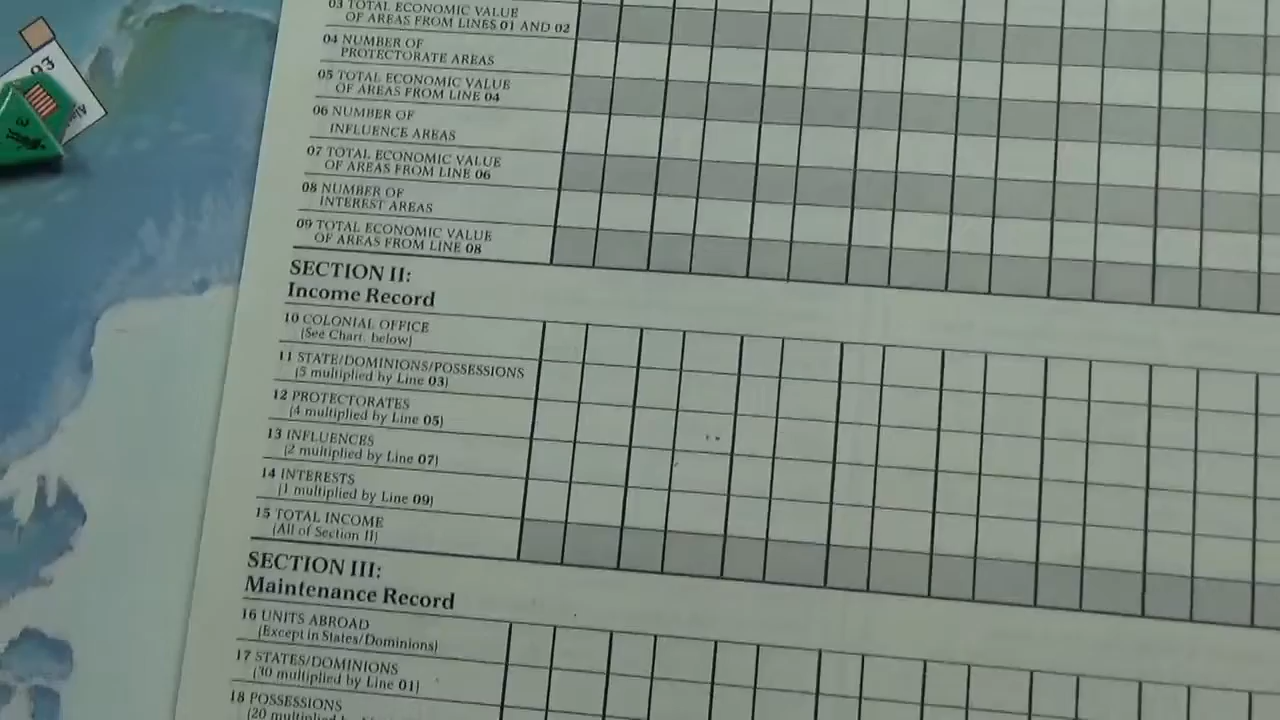 03 TOTAL ECONOMIC VALUE
OF AREAS FROM LINES 01 AND 02
04 NUMBER OF
PROTECTORATE AREAS
05 TOTAL ECONOMIC VALUE
OF AREAS FROM LINE 04
06 NUMBER OF
INFLUENCE AREAS
07 TOTAL ECONOMIC VALUE
OF AREAS FROM LINE 06
08 NUMBER OF
INTEREST AREAS
09 TOTAL ECONOMIC VALUE
OF AREAS FROM LINE 08
SECTION II:
Income Record
10 COLONIAL OFFICE
(See Chart, below)
11 STATE/DOMINIONS/POSSESSIONS
(5 multiplied by Line 03)
12 PROTECTORATES
(4 multiplied by Line 05)
13 INFLUENCES
(2 multiplied by Line 07)
14 INTERESTS
(1 multiplied by Line 09)
15 TOTAL INCOME
(All of Section II)
SECTION III:
Maintenance Record
16 UNITS ABROAD
(Except in States/Dominions)
17 STATES/DOMINIONS
(30 multiplied by Line 01)
18 POSSESSIONS
(20 multiplied by
03
3